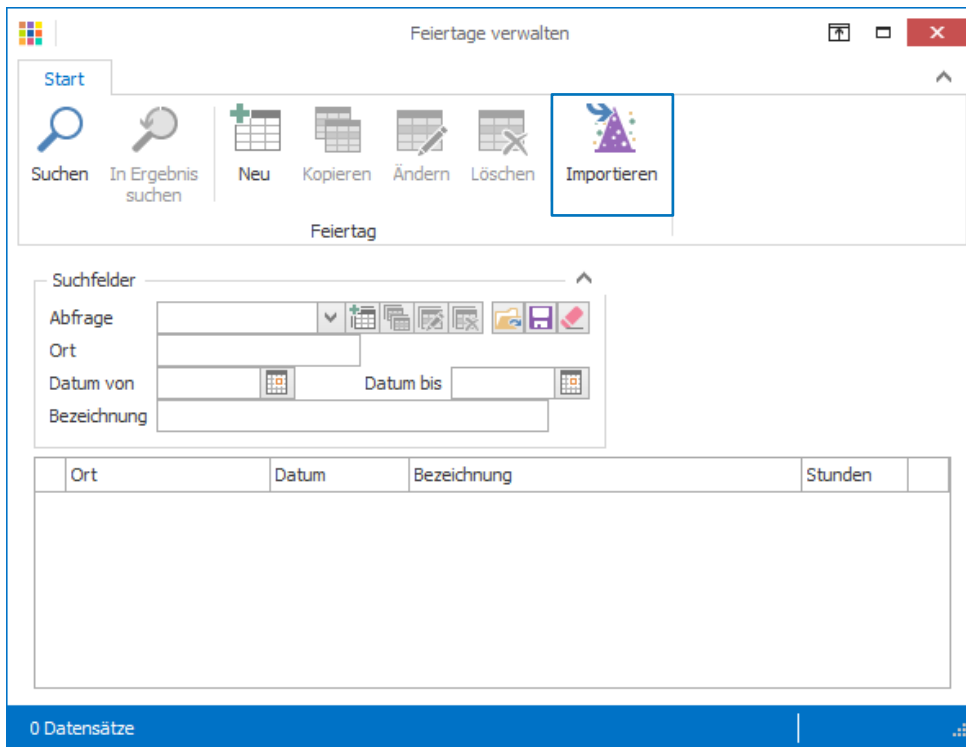 Feiertage verwalten
Start
Suchen
In Ergebnis
suchen
Neu
Kopieren
Ändern
Löschen
Importieren
Feiertag
Suchfelder
Abfrage
Ort
Datum von
Datum bis
Bezeichnung
Ort
Datum
Bezeichnung
Stunden
0 Datensätze